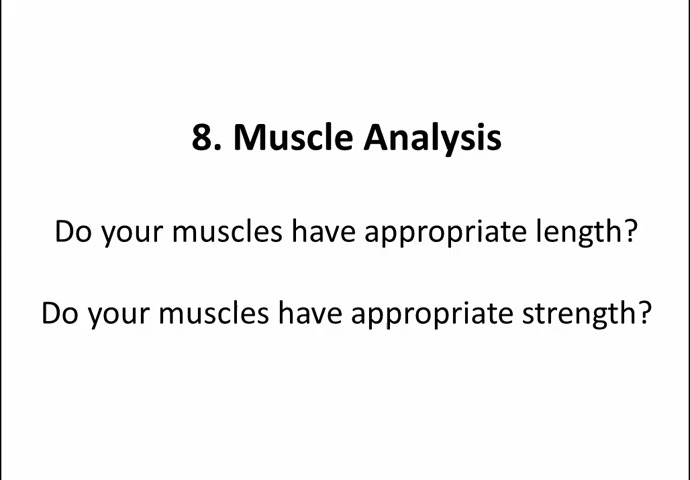 8. Muscle Analysis
Do your muscles have appropriate length?
Do your muscles have appropriate strength?